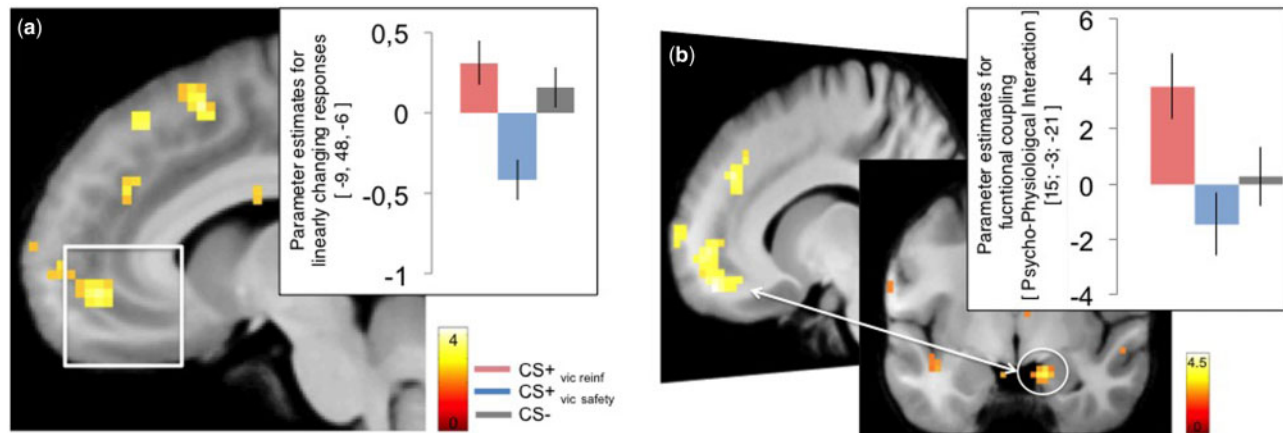 (a)
Parameter estimates for
linearly changing responses
[ -9, 48, -6 ]
0,5
0
-0,5
-1
4
0
CS+ vic reinf
CS+ vic safety
CS-
(b)
Parameter estimates for
fucntional coupling
[ Psycho-Physioloigcal Interaction ]
[15; -3; -21]
6
4
2
0
-2
-4
4.5
0